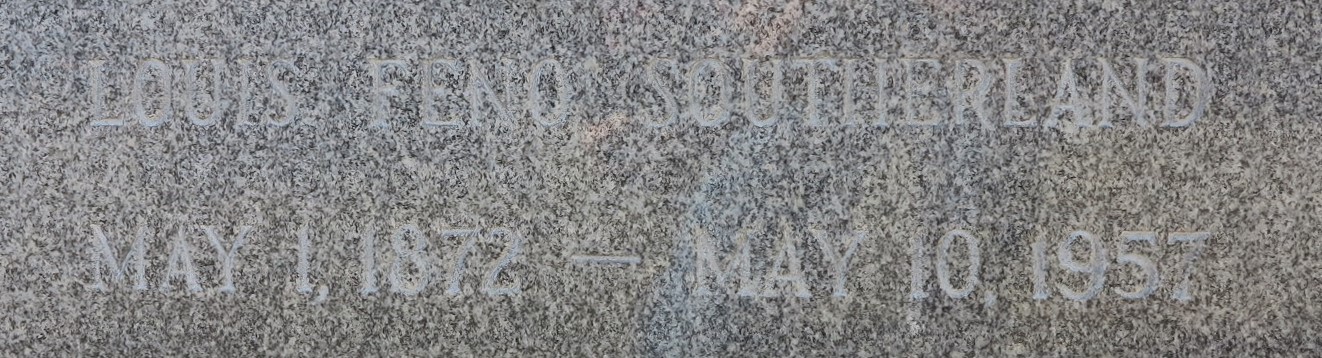 LOUIS FENO SOUTHERLAND
MAY 1, 1872 — MAY 10, 1957